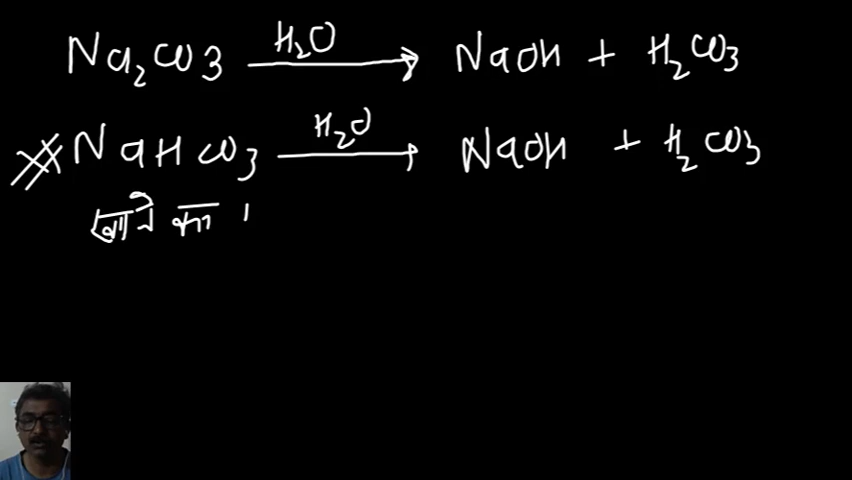 Na₂CO₃ —H₂O→ NaOH + H₂CO₃
NaHCO₃ —H₂O→ NaOH + H₂CO₃
खाने का